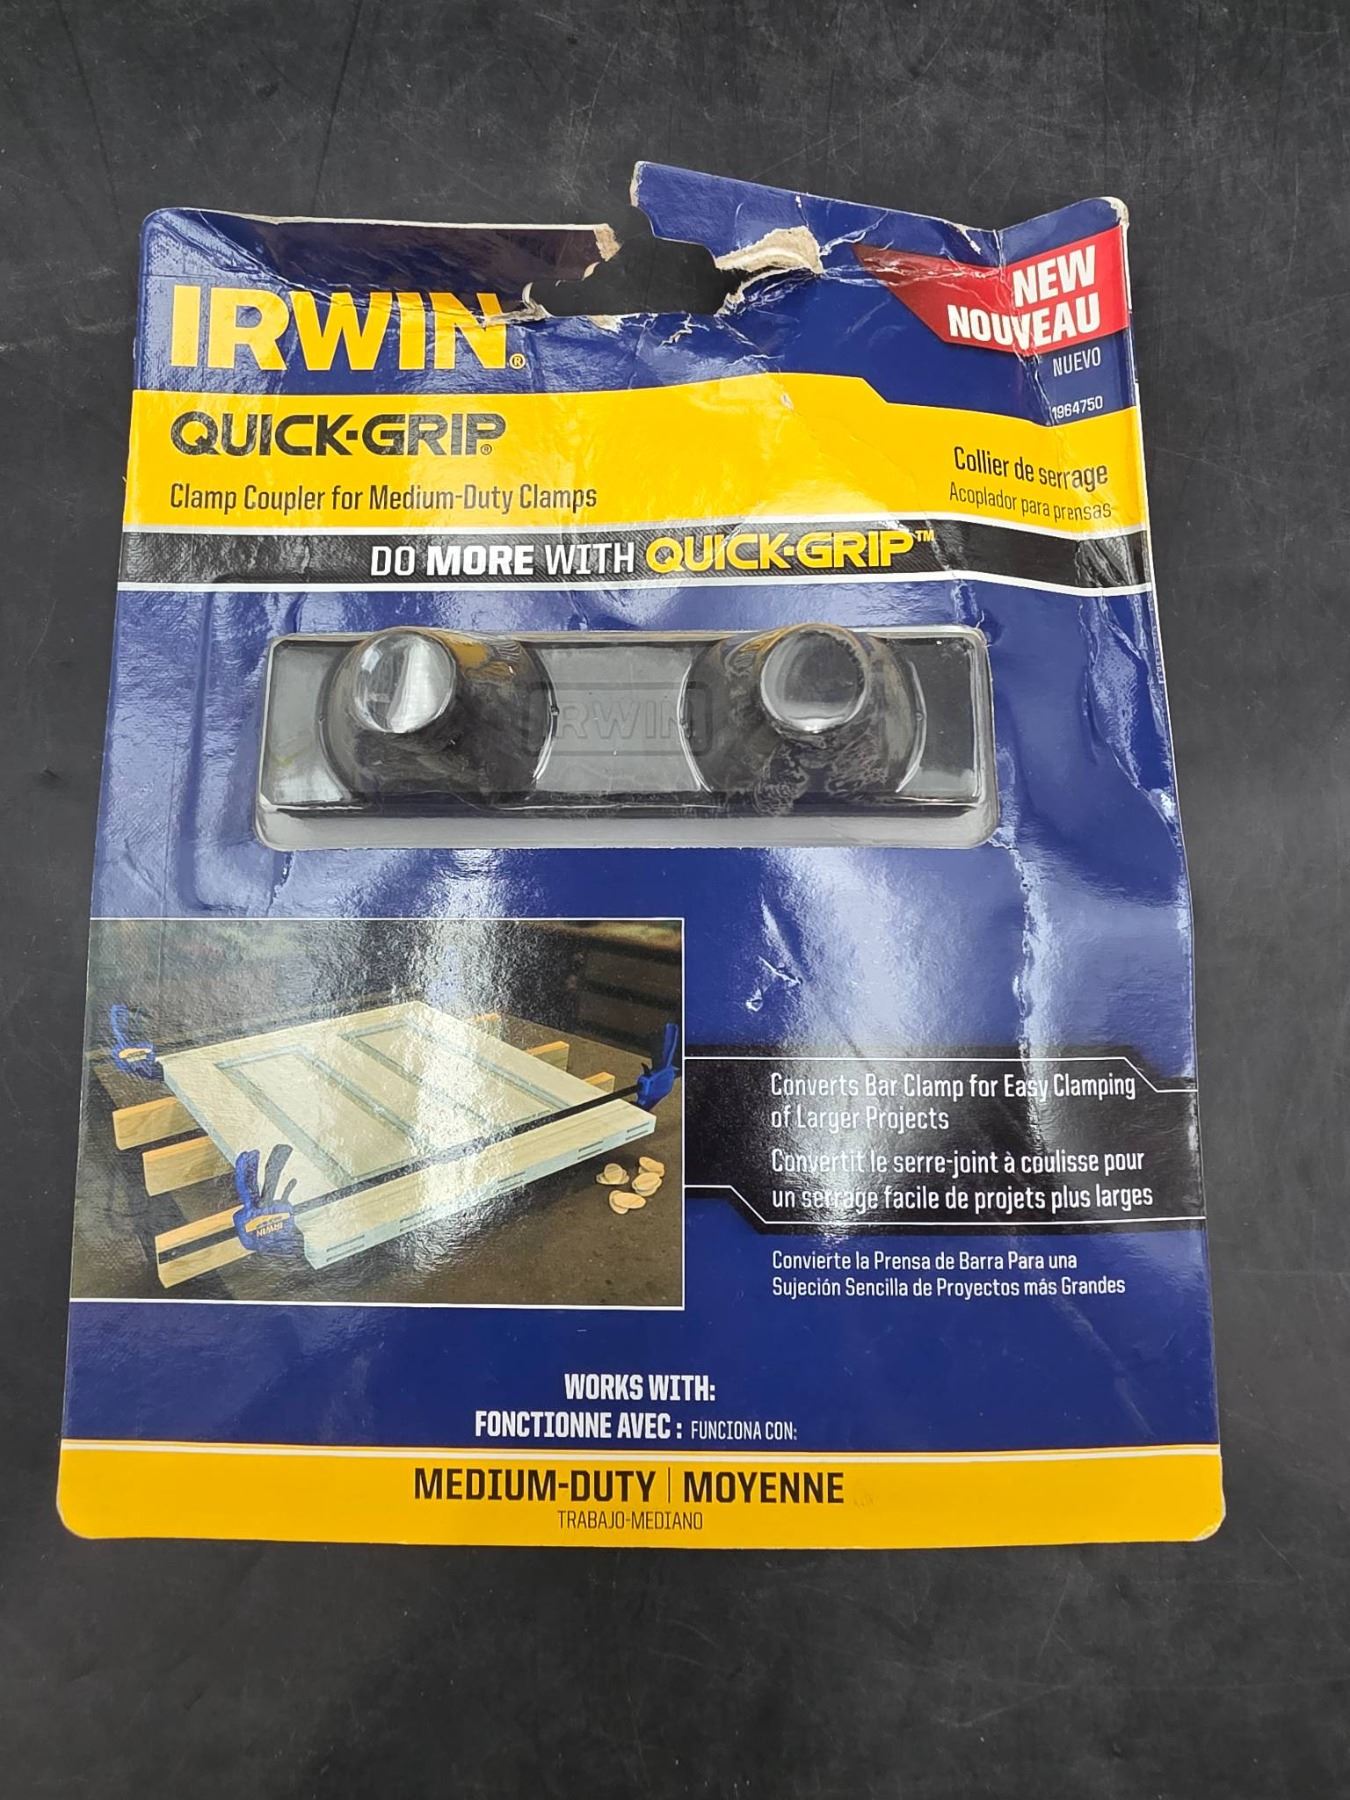 IRWIN®
NEW
NOUVEAU
NUEVO
1964750
QUICK-GRIP®
Clamp Coupler for Medium-Duty Clamps
Collier de serrage
Acoplador para prensas
DO MORE WITH QUICK-GRIP™
IRWIN
IRWIN
Converts Bar Clamp for Easy Clamping
of Larger Projects
Convertit le serre-joint à coulisse pour
un serrage facile de projets plus larges
Convierte la Prensa de Barra Para una
Sujeción Sencilla de Proyectos más Grandes
WORKS WITH:
FONCTIONNE AVEC : FUNCIONA CON:
MEDIUM-DUTY | MOYENNE
TRABAJO-MEDIANO